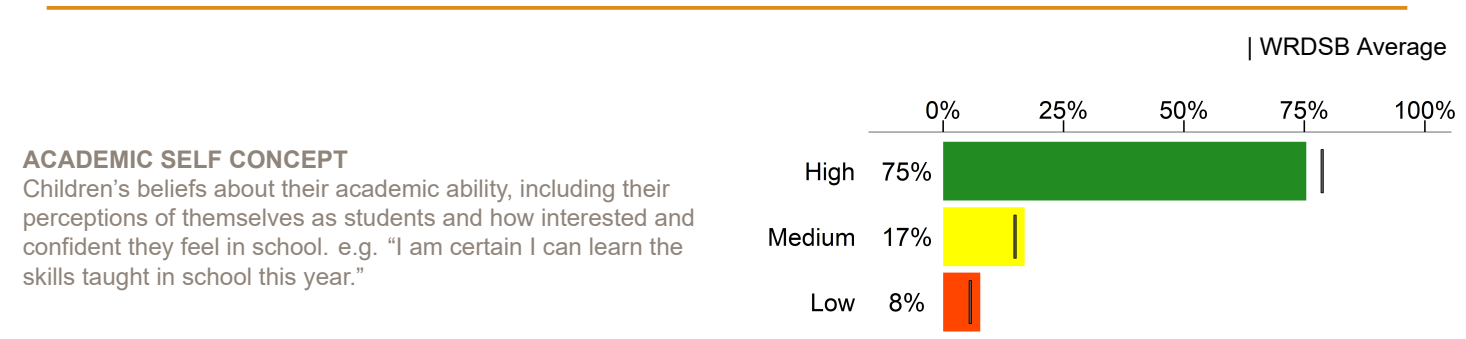 | WRDSB Average
0% 25% 50% 75% 100%
ACADEMIC SELF CONCEPT
Children’s beliefs about their academic ability, including their
perceptions of themselves as students and how interested and
confident they feel in school. e.g. “I am certain I can learn the
skills taught in school this year.”
High 75%
Medium 17%
Low 8%